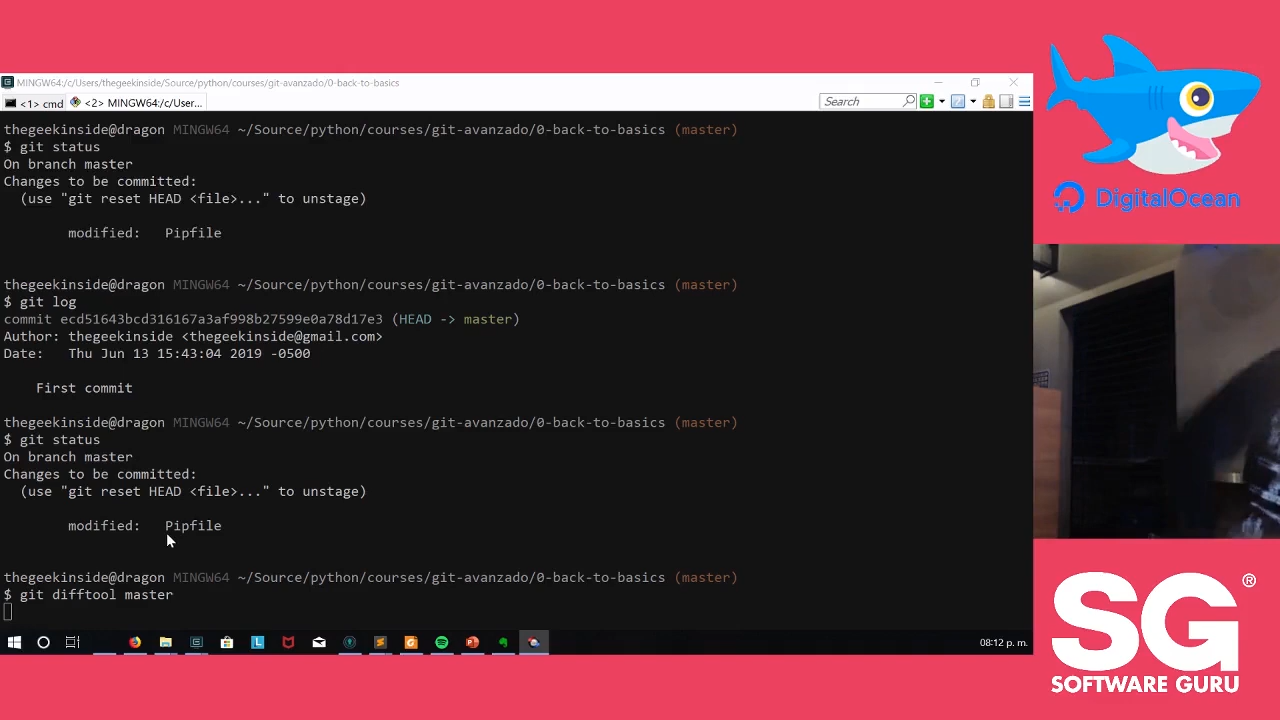 MINGW64:/c/Users/thegeekinside/Source/python/courses/git-avanzado/0-back-to-basics
<1> cmd
<2> MINGW64:/c/User...
Search
thegeekinside@dragon MINGW64 ~/Source/python/courses/git-avanzado/0-back-to-basics (master)
$ git status
On branch master
Changes to be committed:
(use "git reset HEAD <file>..." to unstage)
modified: Pipfile
thegeekinside@dragon MINGW64 ~/Source/python/courses/git-avanzado/0-back-to-basics (master)
$ git log
commit ecd51643bcd316167a3af998b27599e0a78d17e3 (HEAD -> master)
Author: thegeekinside <thegeekinside@gmail.com>
Date: Thu Jun 13 15:43:04 2019 -0500
First commit
thegeekinside@dragon MINGW64 ~/Source/python/courses/git-avanzado/0-back-to-basics (master)
$ git status
On branch master
Changes to be committed:
(use "git reset HEAD <file>..." to unstage)
modified: Pipfile
thegeekinside@dragon MINGW64 ~/Source/python/courses/git-avanzado/0-back-to-basics (master)
$ git difftool master
08:12 p. m.
DigitalOcean
SG®
SOFTWARE GURU